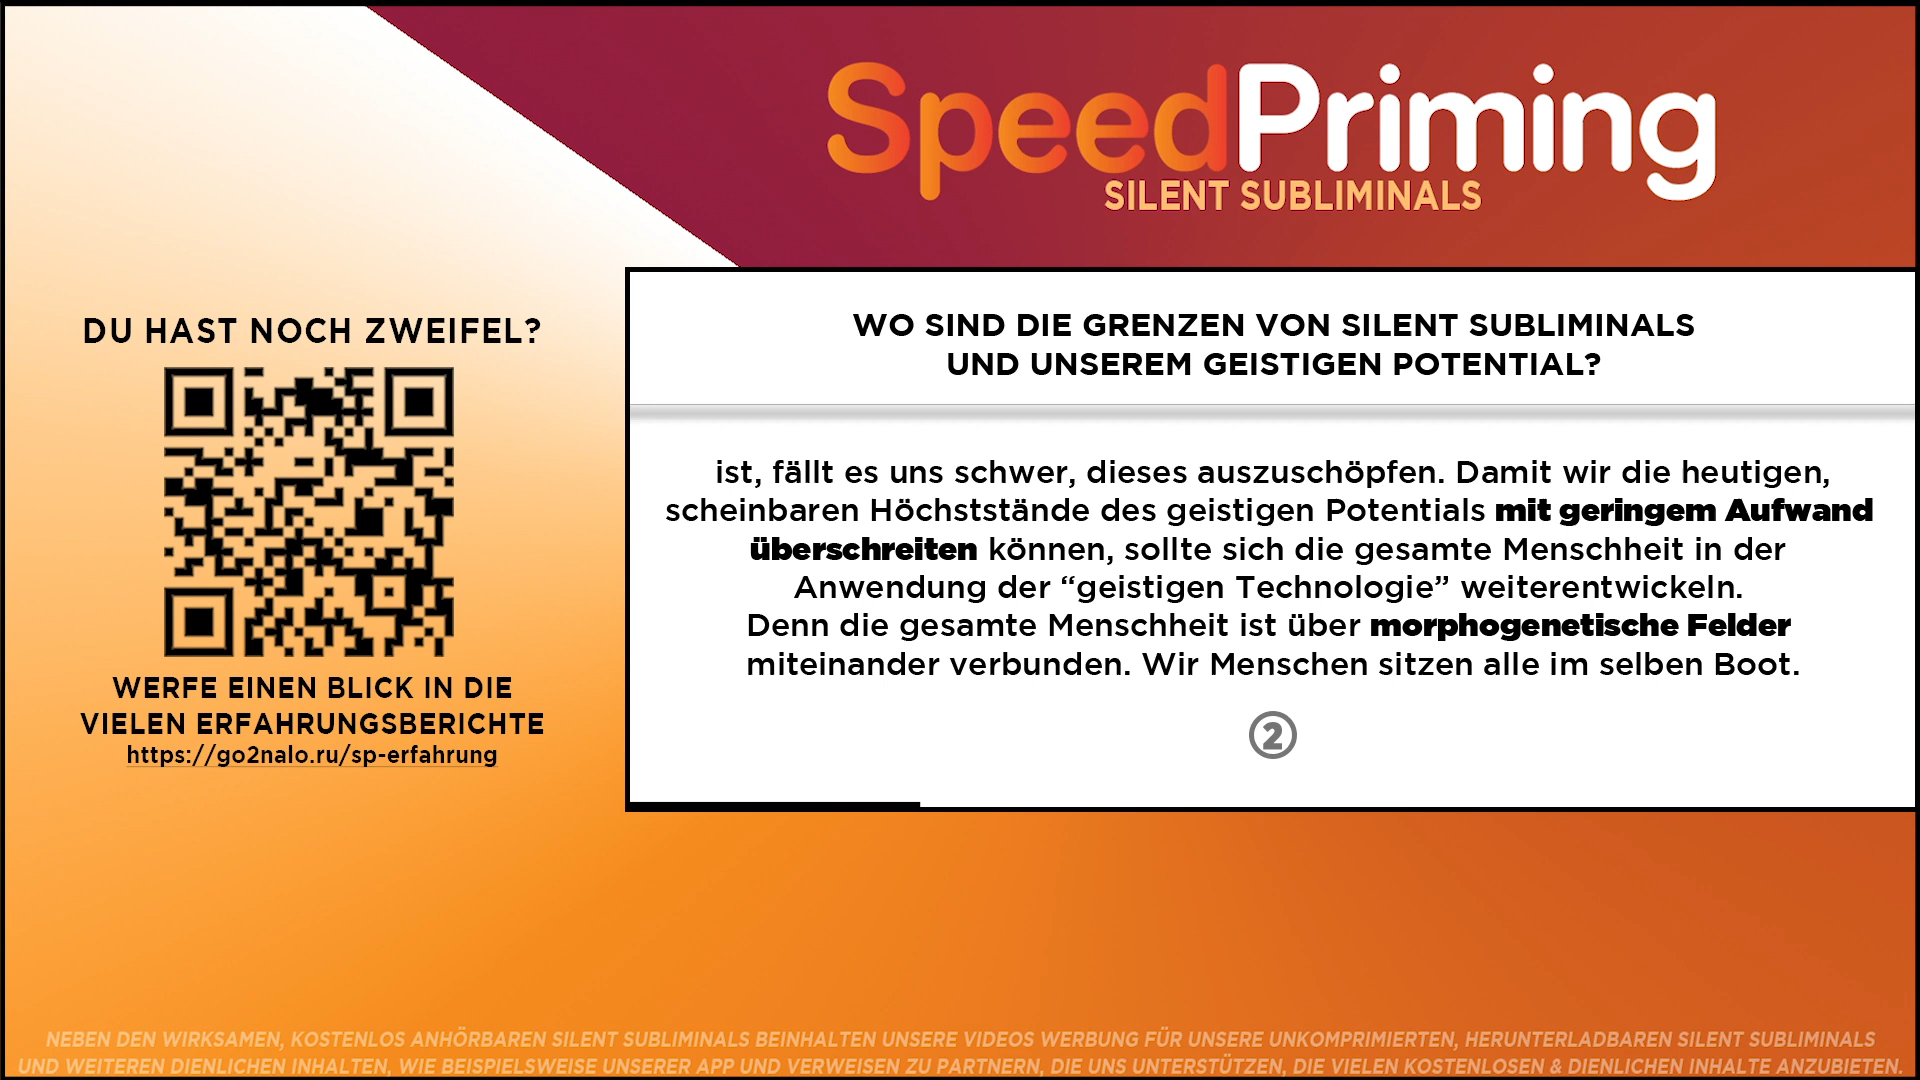 SpeedPriming
SILENT SUBLIMINALS
DU HAST NOCH ZWEIFEL?
WERFE EINEN BLICK IN DIE
VIELEN ERFAHRUNGSBERICHTE
https://go2nalo.ru/sp-erfahrung
WO SIND DIE GRENZEN VON SILENT SUBLIMINALS
UND UNSEREM GEISTIGEN POTENTIAL?
ist, fällt es uns schwer, dieses auszuschöpfen. Damit wir die heutigen,
scheinbaren Höchststände des geistigen Potentials mit geringem Aufwand
überschreiten können, sollte sich die gesamte Menschheit in der
Anwendung der “geistigen Technologie” weiterentwickeln.
Denn die gesamte Menschheit ist über morphogenetische Felder
miteinander verbunden. Wir Menschen sitzen alle im selben Boot.
2
NEBEN DEN WIRKSAMEN, KOSTENLOS ANHÖRBAREN SILENT SUBLIMINALS BEINHALTEN UNSERE VIDEOS WERBUNG FÜR UNSERE UNKOMPRIMIERTEN, HERUNTERLADBAREN SILENT SUBLIMINALS
UND WEITEREN DIENLICHEN INHALTEN, WIE BEISPIELSWEISE UNSERER APP UND VERWEISEN ZU PARTNERN, DIE UNS UNTERSTÜTZEN, DIE VIELEN KOSTENLOSEN & DIENLICHEN INHALTE ANZUBIETEN.